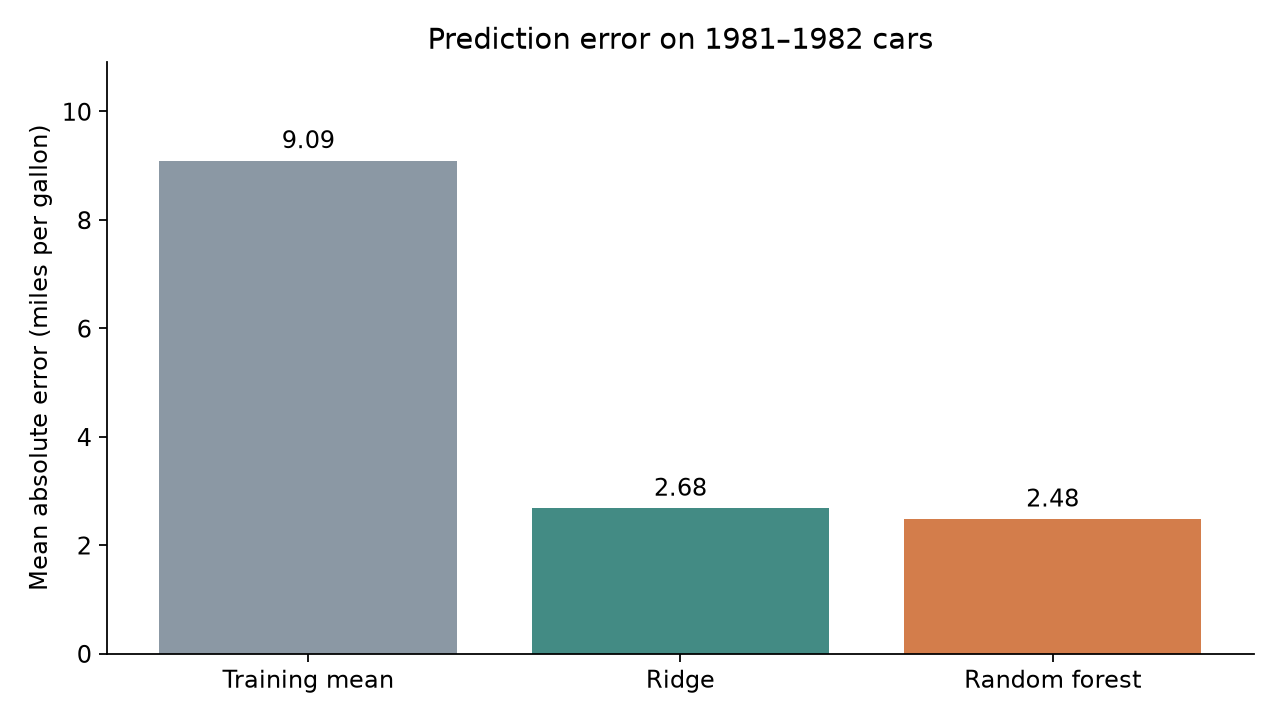 Prediction error on 1981–1982 cars
Mean absolute error (miles per gallon)
10
8
6
4
2
0
9.09
2.68
2.48
Training mean
Ridge
Random forest